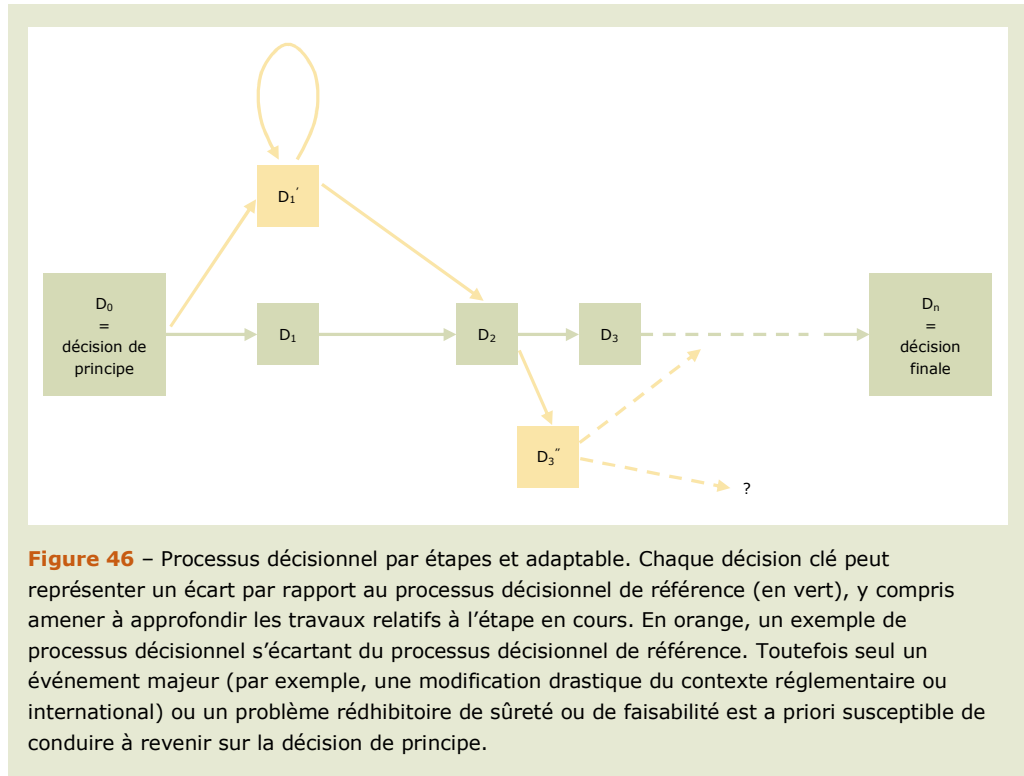 D₁′
D₀
=
décision de
principe
D₁
D₂
D₃
Dₙ
=
décision
finale
D₃″
?
Figure 46 – Processus décisionnel par étapes et adaptable. Chaque décision clé peut
représenter un écart par rapport au processus décisionnel de référence (en vert), y compris
amener à approfondir les travaux relatifs à l’étape en cours. En orange, un exemple de
processus décisionnel s’écartant du processus décisionnel de référence. Toutefois seul un
événement majeur (par exemple, une modification drastique du contexte réglementaire ou
international) ou un problème rédhibitoire de sûreté ou de faisabilité est a priori susceptible de
conduire à revenir sur la décision de principe.